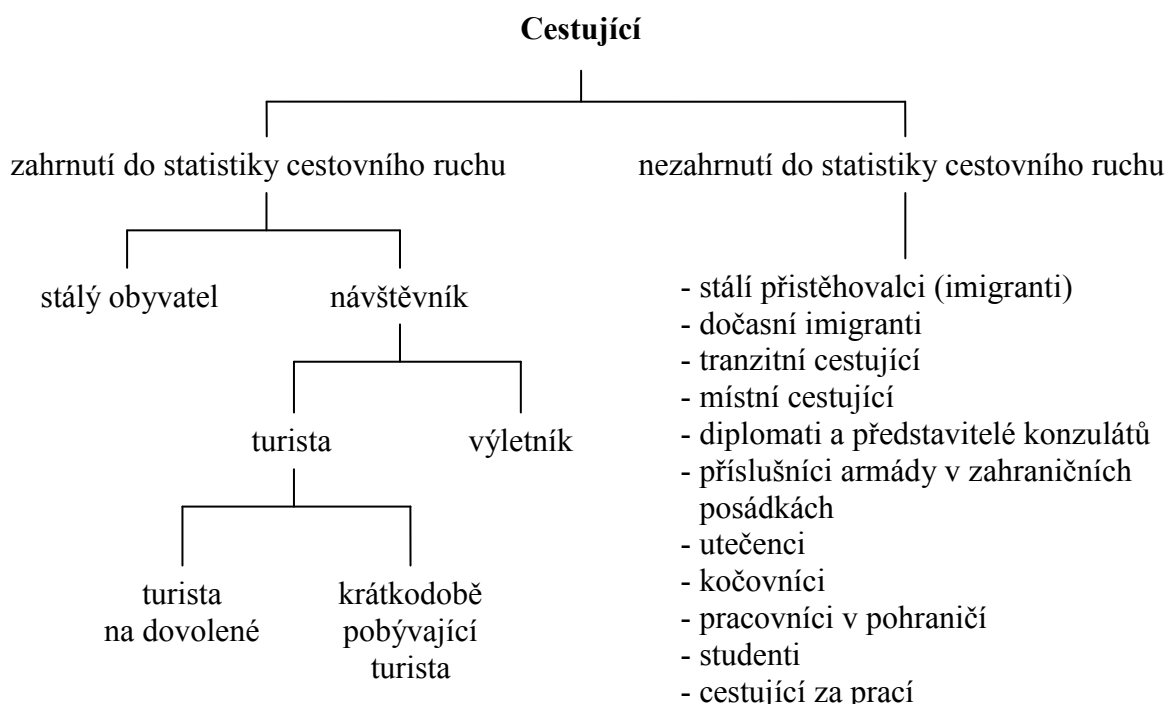 Cestující
zahrnutí do statistiky cestovního ruchu
nezahrnutí do statistiky cestovního ruchu
stálý obyvatel
návštěvník
turista
výletník
turista
na dovolené
krátkodobě
pobývající
turista
- stálí přistěhovalci (imigranti)
- dočasní imigranti
- tranzitní cestující
- místní cestující
- diplomati a představitelé konzulátů
- příslušníci armády v zahraničních
posádkách
- utečenci
- kočovníci
- pracovníci v pohraničí
- studenti
- cestující za prací